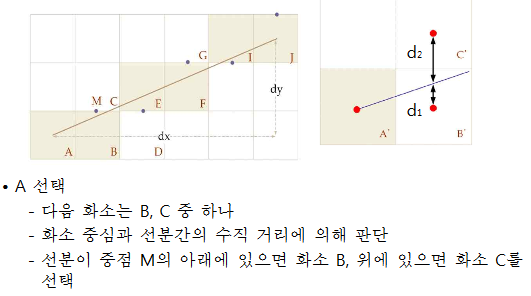 G
I
J
M
C
E
F
dy
dx
A
B
D
d2
C'
d1
A'
B'
• A 선택
- 다음 화소는 B, C 중 하나
- 화소 중심과 선분간의 수직 거리에 의해 판단
- 선분이 중점 M의 아래에 있으면 화소 B, 위에 있으면 화소 C를
선택